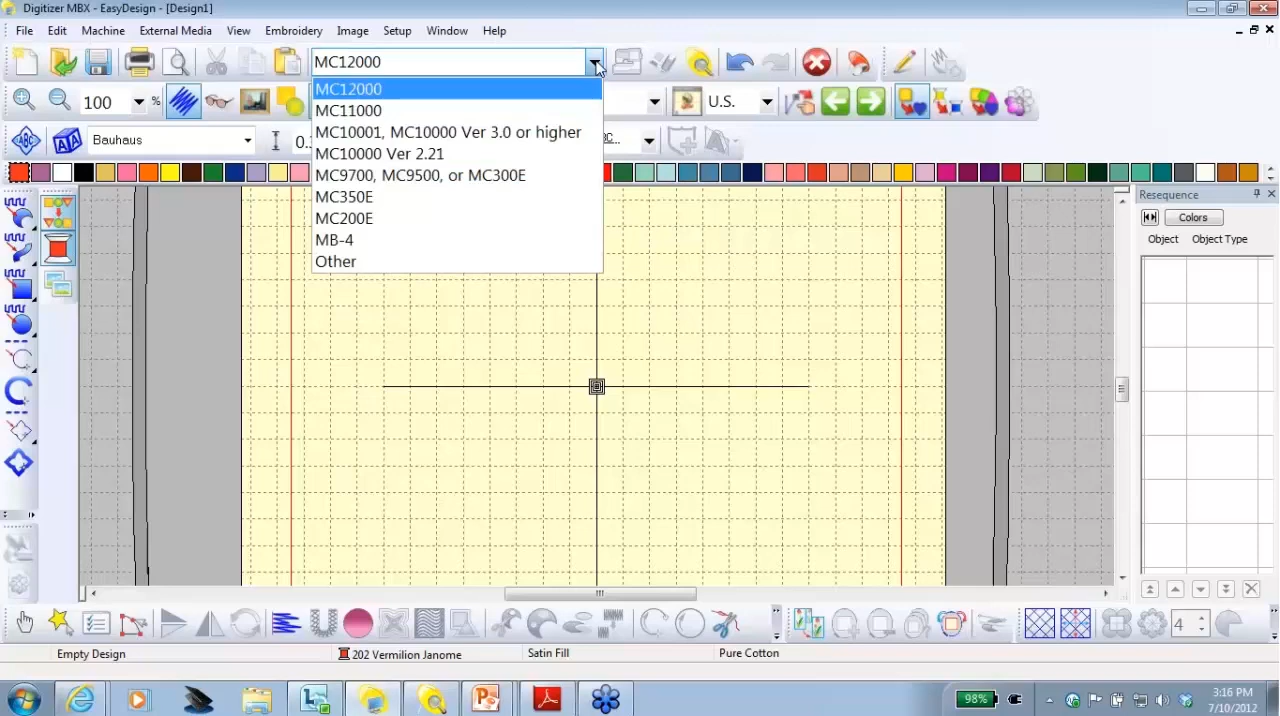 Digitizer MBX - EasyDesign - [Design1]
File Edit Machine External Media View Design Image Setup Window Help
MC12000
100 %
U.S.
MC12000
MC11000
MC10001, MC10000 Ver 3.0 or higher
MC10000 Ver 2.21
MC9700, MC9500, or MC300E
MC350E
MC200E
MB-4
Other
Bauhaus
Resequence
Colors
Object Object Type
4
Empty Design
202 Vermilion Janome
Satin Fill
Pure Cotton
98%
3:16 PM
7/10/2012